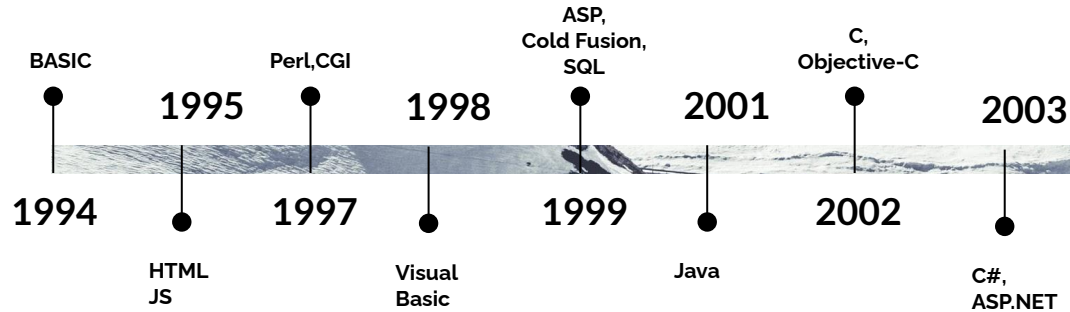 BASIC
1994
1995
HTML
JS
Perl,CGI
1997
1998
Visual
Basic
ASP,
Cold Fusion,
SQL
1999
2001
Java
C,
Objective-C
2002
2003
C#,
ASP.NET